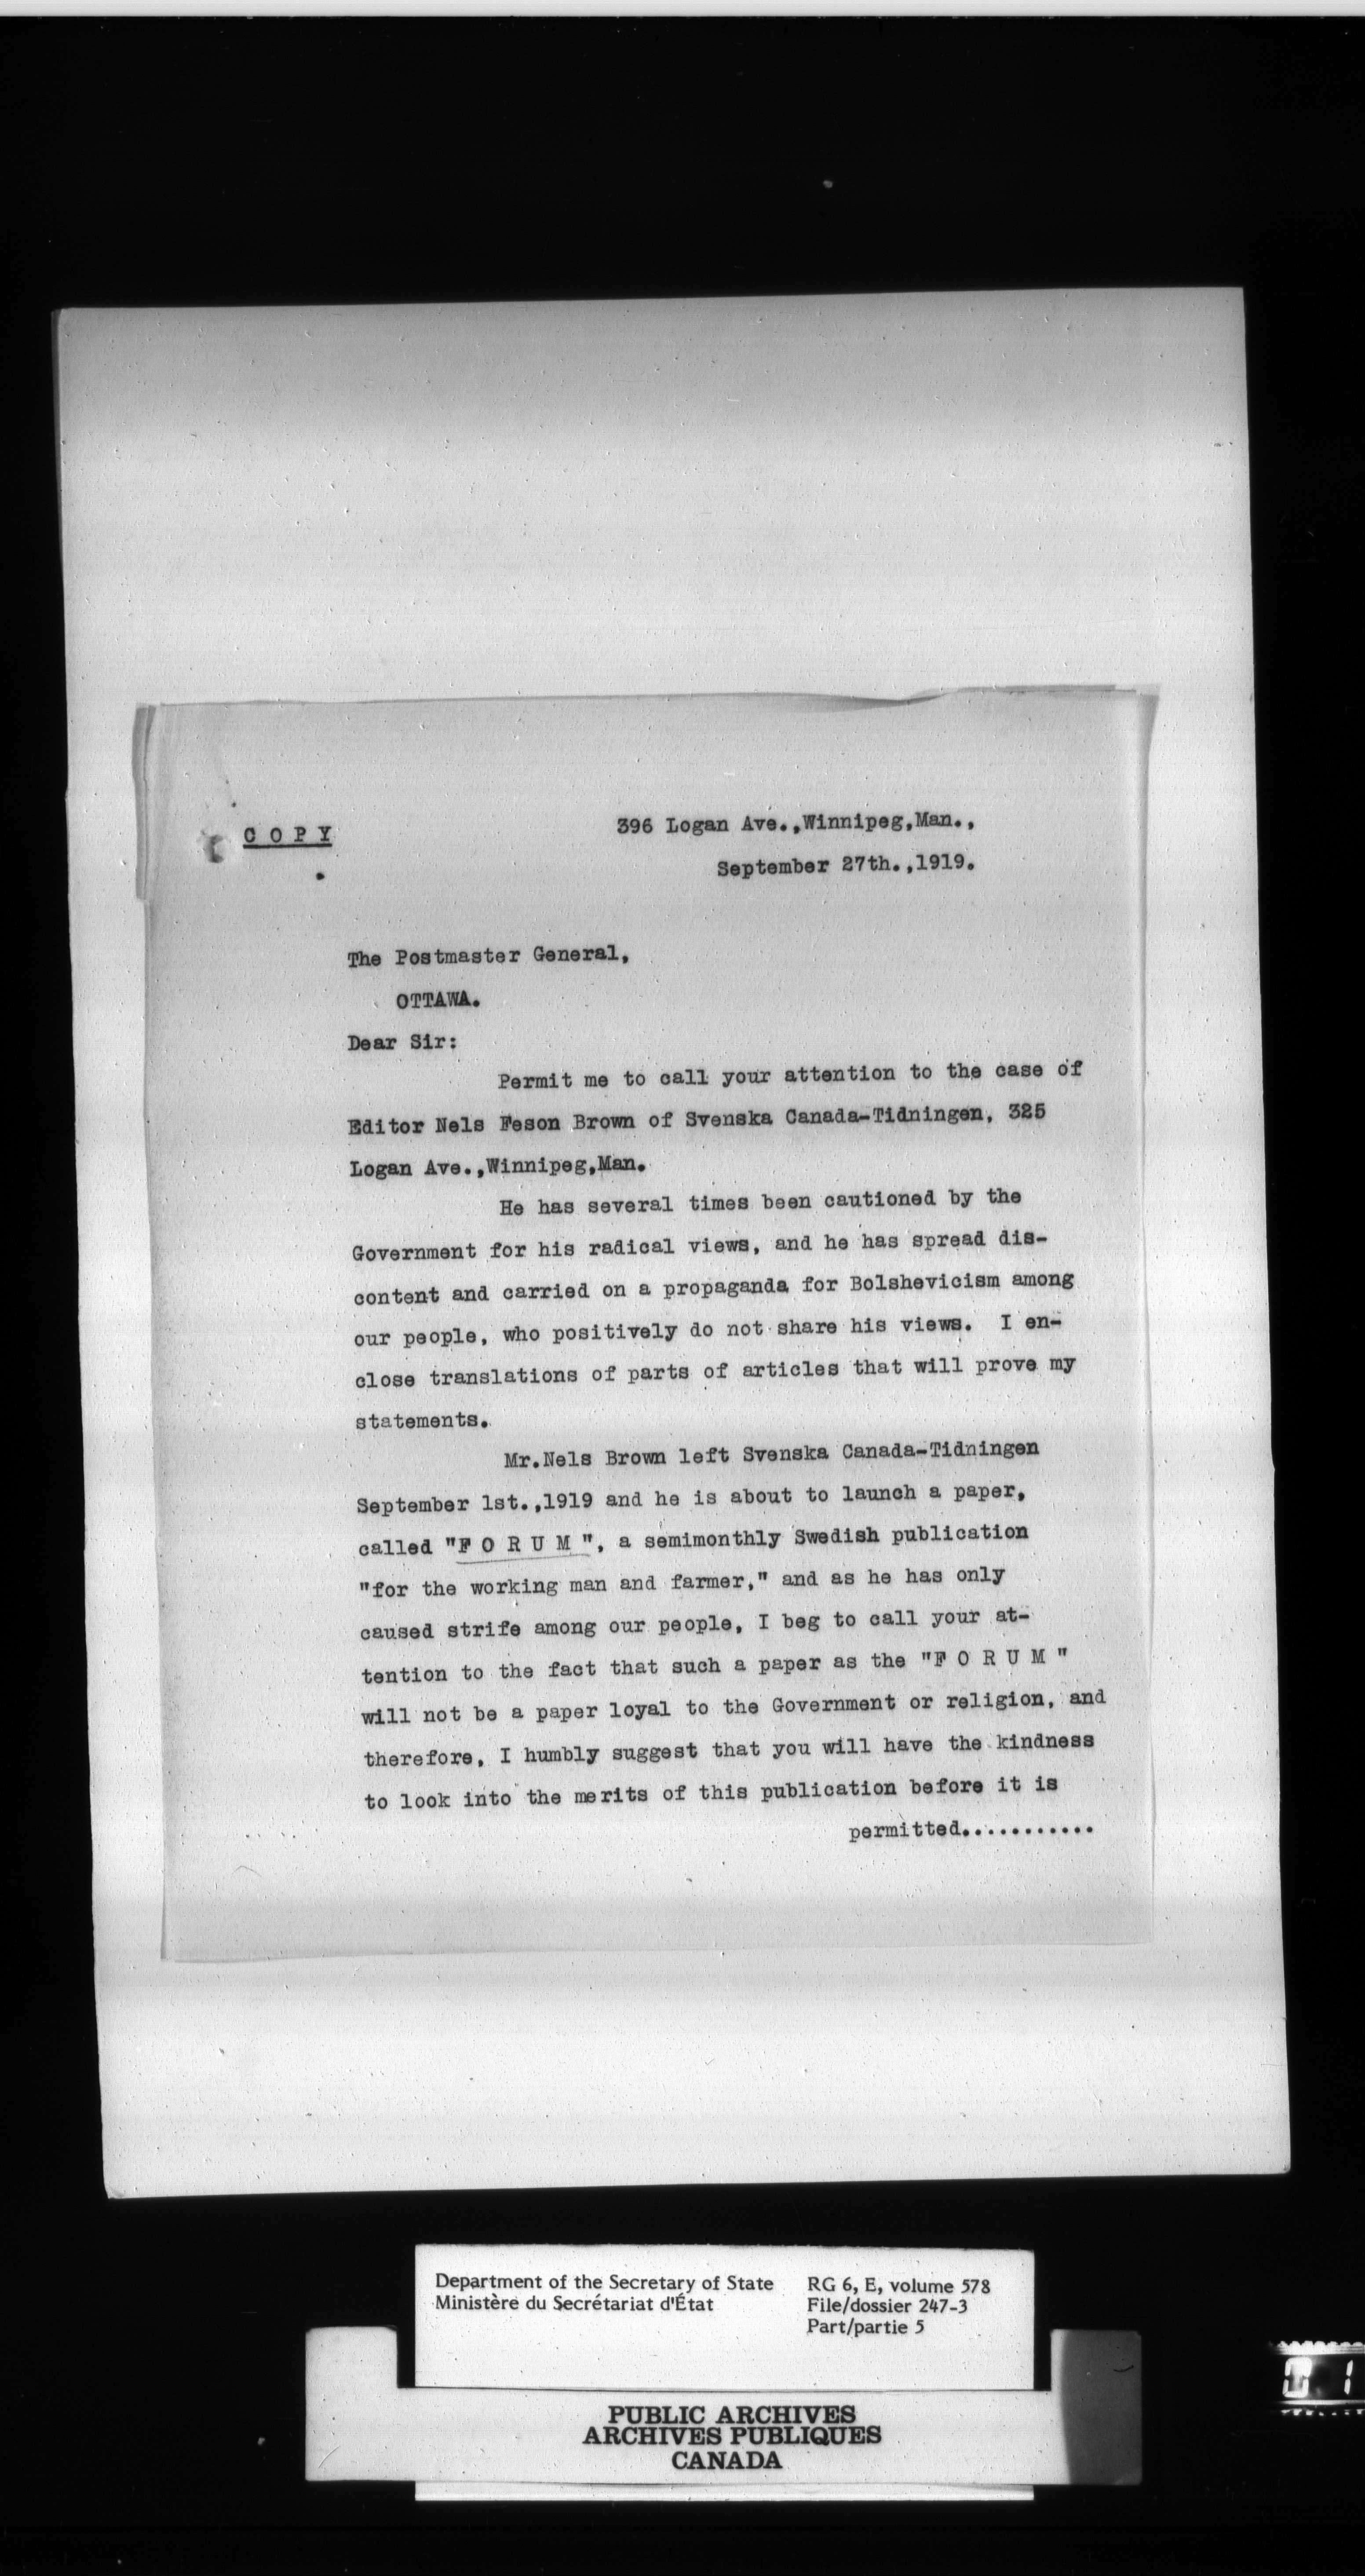 C O P Y
396 Logan Ave.,Winnipeg,Man.,
September 27th.,1919.
The Postmaster General,
OTTAWA.
Dear Sir:
Permit me to call your attention to the case of
Editor Nels Feson Brown of Svenska Canada-Tidningen, 325
Logan Ave.,Winnipeg,Man.
He has several times been cautioned by the
Government for his radical views, and he has spread dis-
content and carried on a propaganda for Bolshevicism among
our people, who positively do not share his views. I en-
close translations of parts of articles that will prove my
statements.
Mr.Nels Brown left Svenska Canada-Tidningen
September 1st.,1919 and he is about to launch a paper,
called "F O R U M", a semimonthly Swedish publication
"for the working man and farmer," and as he has only
caused strife among our people, I beg to call your at-
tention to the fact that such a paper as the "F O R U M"
will not be a paper loyal to the Government or religion, and
therefore, I humbly suggest that you will have the kindness
to look into the merits of this publication before it is
permitted...........
Department of the Secretary of State
Ministère du Secrétariat d'État
RG 6, E, volume 578
File/dossier 247-3
Part/partie 5
PUBLIC ARCHIVES
ARCHIVES PUBLIQUES
CANADA